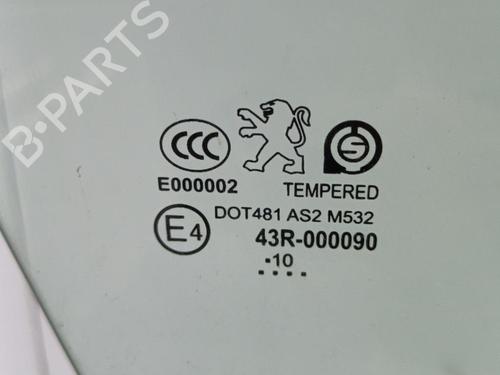 B-PARTS
CCC
S
E000002 TEMPERED
DOT481 AS2 M532
E4 43R-000090
.10
....